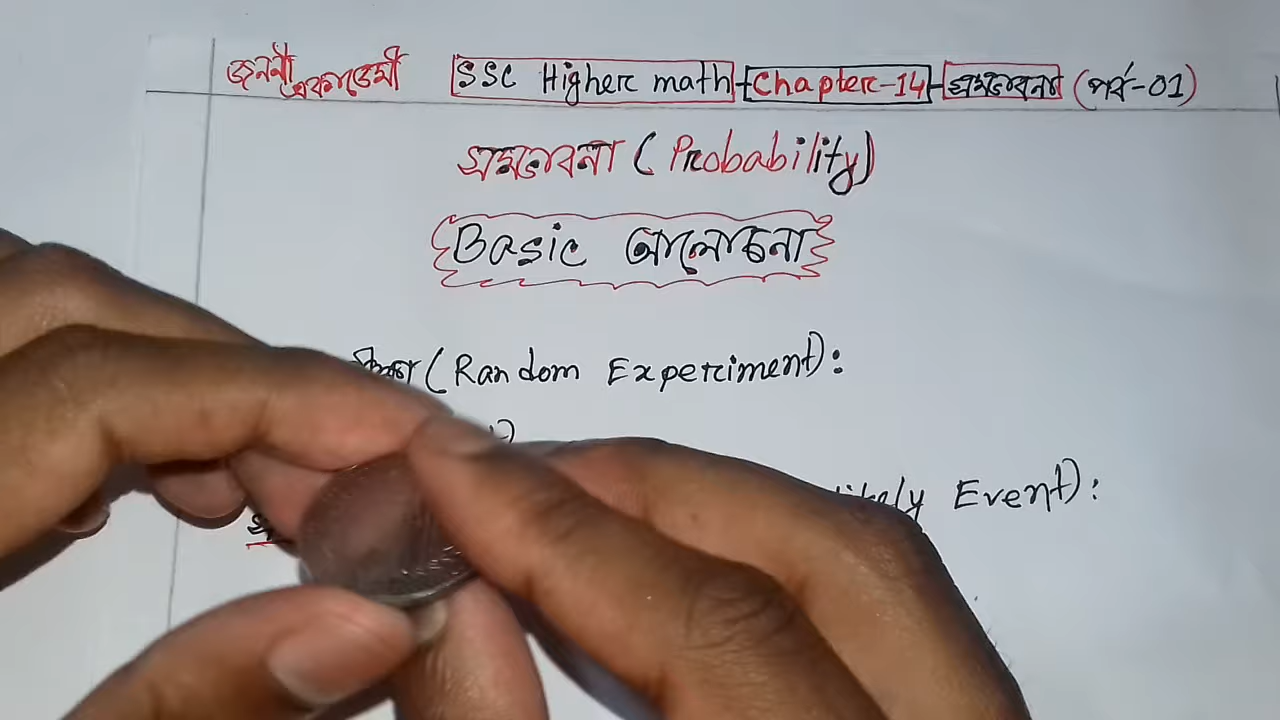 জননী একাডেমী SSC Higher math - Chapter-14 - সম্ভাবনা (পর্ব-01)
সম্ভাবনা (Probability)
Basic আলোচনা
(Random Experiment):
Event):